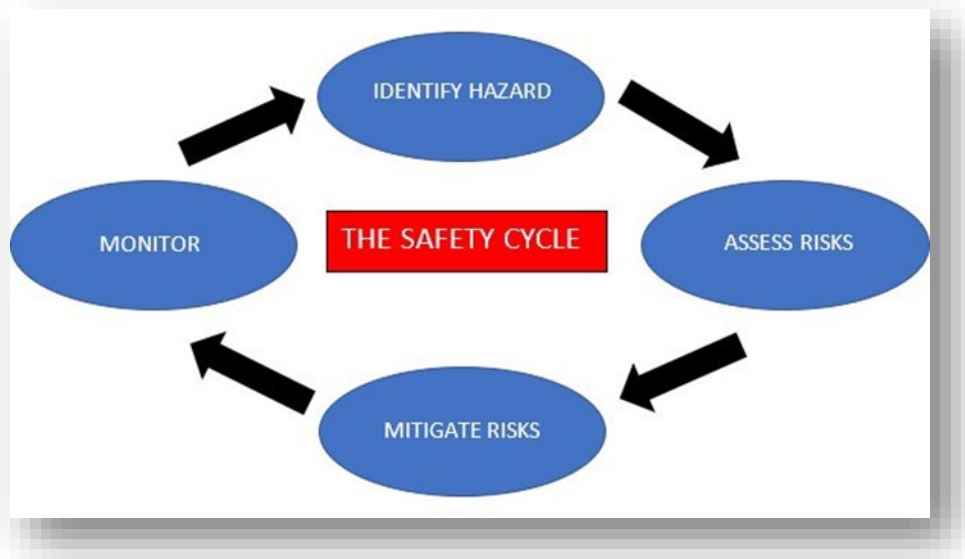 IDENTIFY HAZARD
MONITOR
THE SAFETY CYCLE
ASSESS RISKS
MITIGATE RISKS